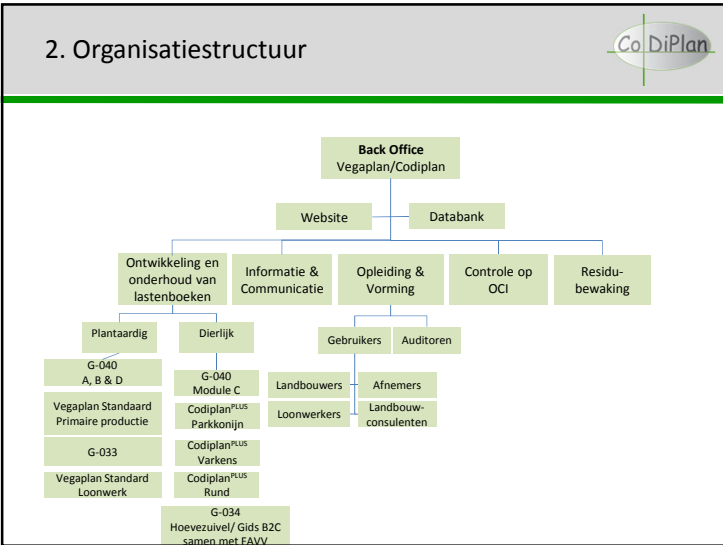 2. Organisatiestructuur
Co DiPlan
Back Office
Vegaplan/Codiplan
Website
Databank
Ontwikkeling en
onderhoud van
lastenboeken
Informatie &
Communicatie
Opleiding &
Vorming
Controle op
OCI
Residu-
bewaking
Plantaardig
Dierlijk
Gebruikers
Auditoren
G-040
A, B & D
Vegaplan Standaard
Primaire productie
G-033
Vegaplan Standard
Loonwerk
G-040
Module C
CodiplanPLUS
Parkkonijn
CodiplanPLUS
Varkens
CodiplanPLUS
Rund
G-034
Hoevezuivel/ Gids B2C
samen met FAVV
Landbouwers
Afnemers
Loonwerkers
Landbouw-
consulenten